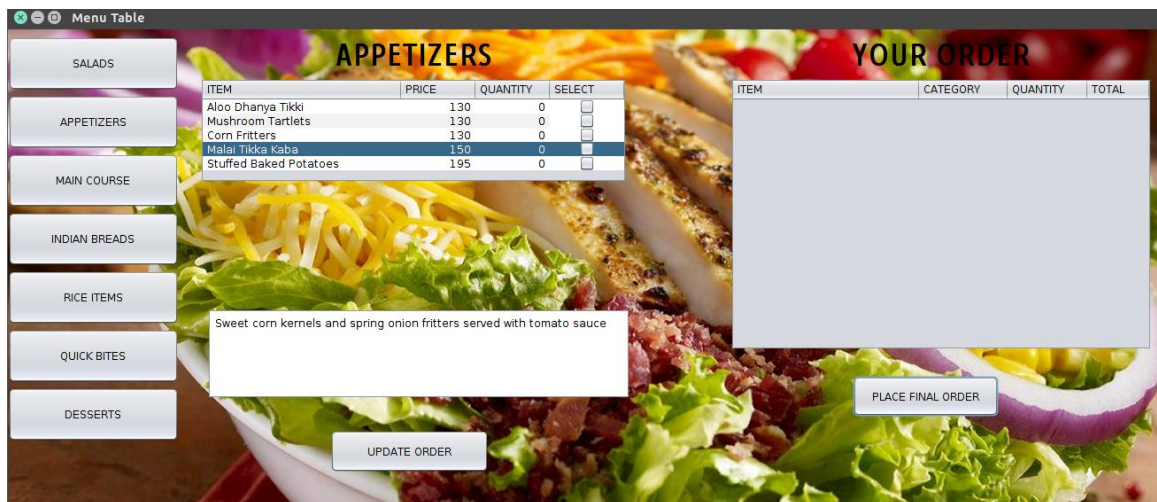 Menu Table
SALADS
APPETIZERS
MAIN COURSE
INDIAN BREADS
RICE ITEMS
QUICK BITES
DESSERTS
APPETIZERS
ITEM PRICE QUANTITY SELECT
Aloo Dhanya Tikki 130 0
Mushroom Tartlets 130 0
Corn Fritters 130 0
Malai Tikka Kaba 150 0
Stuffed Baked Potatoes 195 0
Sweet corn kernels and spring onion fritters served with tomato sauce
UPDATE ORDER
YOUR ORDER
ITEM CATEGORY QUANTITY TOTAL
PLACE FINAL ORDER